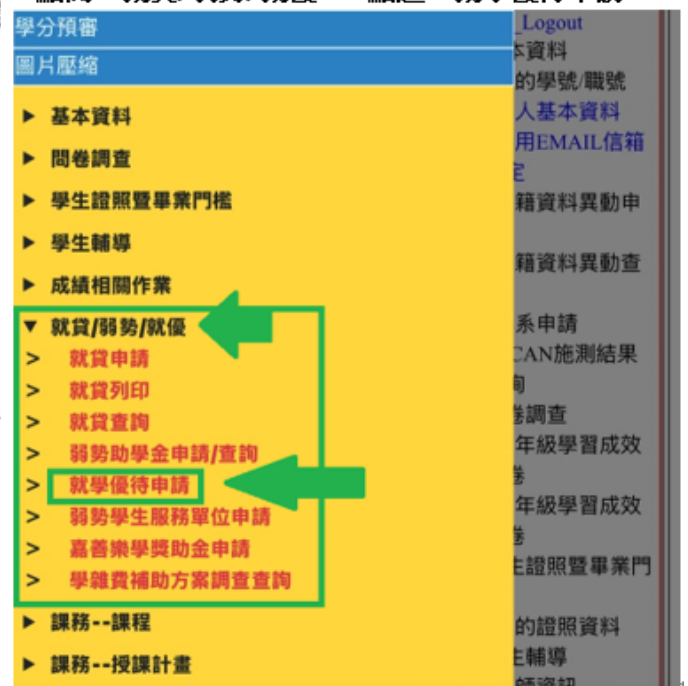 學分預審
圖片壓縮
▶ 基本資料
▶ 問卷調查
▶ 學生證照暨畢業門檻
▶ 學生輔導
▶ 成績相關作業
▼ 就貸/弱勢/就優
> 就貸申請
> 就貸列印
> 就貸查詢
> 弱勢助學金申請/查詢
> 就學優待申請
> 弱勢學生服務單位申請
> 嘉善樂學獎助金申請
> 學雜費補助方案調查查詢
▶ 課務--課程
▶ 課務--授課計畫
_Logout
本資料
的學號/職號
人基本資料
用EMAIL信箱
定
籍資料異動申
籍資料異動查
系申請
CAN施測結果
詢
卷調查
年級學習成效
卷
年級學習成效
卷
生證照暨畢業門
的證照資料
生輔導